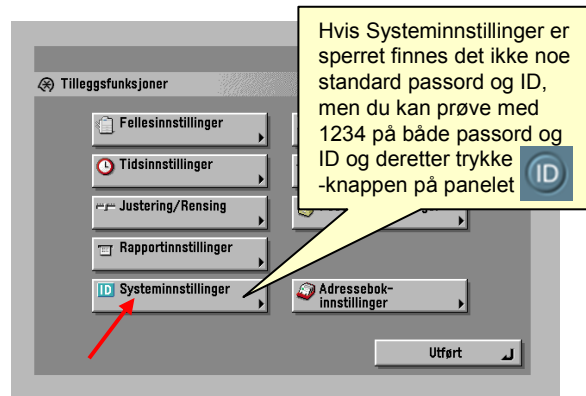 Hvis Systeminnstillinger er
sperret finnes det ikke noe
standard passord og ID,
men du kan prøve med
1234 på både passord og
ID og deretter trykke ID
-knappen på panelet
Tilleggsfunksjoner
Fellesinnstillinger
Tidsinnstillinger
Justering/Rensing
Rapportinnstillinger
ID Systeminnstillinger
Adressebok-
innstillinger
Utført